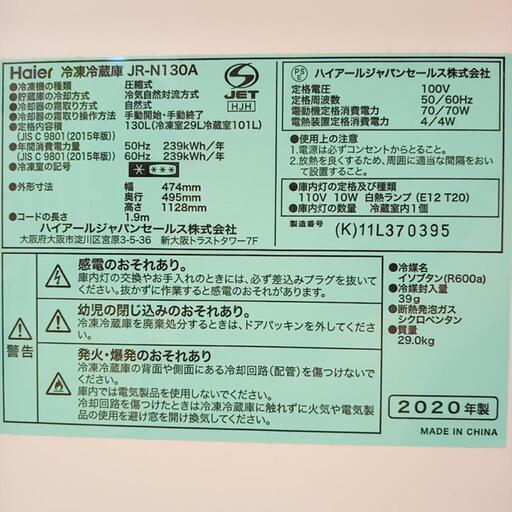 Haier 冷凍冷蔵庫 JR-N130A
●冷凍機の種類 圧縮式
●貯蔵庫の冷却方式 冷気自然対流方式
●冷却器の霜取り方式 自然式
●冷却器の霜取り操作方法 手動開始・手動終了
●定格内容積 130L(冷凍室29L冷蔵室101L)
(JIS C 9801(2015年版))
●年間消費電力量 50Hz 239kWh/年
(JIS C 9801(2015年版)) 60Hz 239kWh/年
●冷凍室の記号
●外形寸法 幅 474mm
奥行 495mm
高さ 1128mm
●コードの長さ 1.9m
ハイアールジャパンセールス株式会社
大阪府大阪市淀川区宮原3-5-36 新大阪トラストタワー7F
S
JET
HJH
PS
E
ハイアールジャパンセールス株式会社
定格電圧 100V
定格周波数 50/60Hz
電動機定格消費電力 70/70W
電熱装置定格消費電力 4/4W
●使用上の注意
1.電源は必ずコンセントからとること。
2.放熱を良くするため、周囲に適当な間隔をおいて設置すること。
●庫内灯の定格及び種類
110V 10W 白熱ランプ(E12 T20)
●庫内灯の数量 冷蔵室内1個
製造番号 (K)11L370395
警告
感電のおそれあり。
庫内灯の交換やお手入れのときには、必ず差込みプラグを抜いてください。抜かずに作業をすると感電するおそれがあります。
幼児の閉じ込みのおそれあり。
冷凍冷蔵庫を廃棄処分するときは、ドアパッキンを外してください。
発火・爆発のおそれあり
冷凍冷蔵庫の背面や側面にある冷却回路(配管)を傷つけないでください。
庫内では電気製品を使用しないでください。
冷却回路を傷つけたときは冷凍冷蔵庫に触れずに火気や電気製品の使用を避け窓を開け換気してください。
●冷媒名
イソブタン(R600a)
●冷媒封入量
39g
●断熱発泡ガス
シクロペンタン
●質量
29.0kg
2020年製
MADE IN CHINA